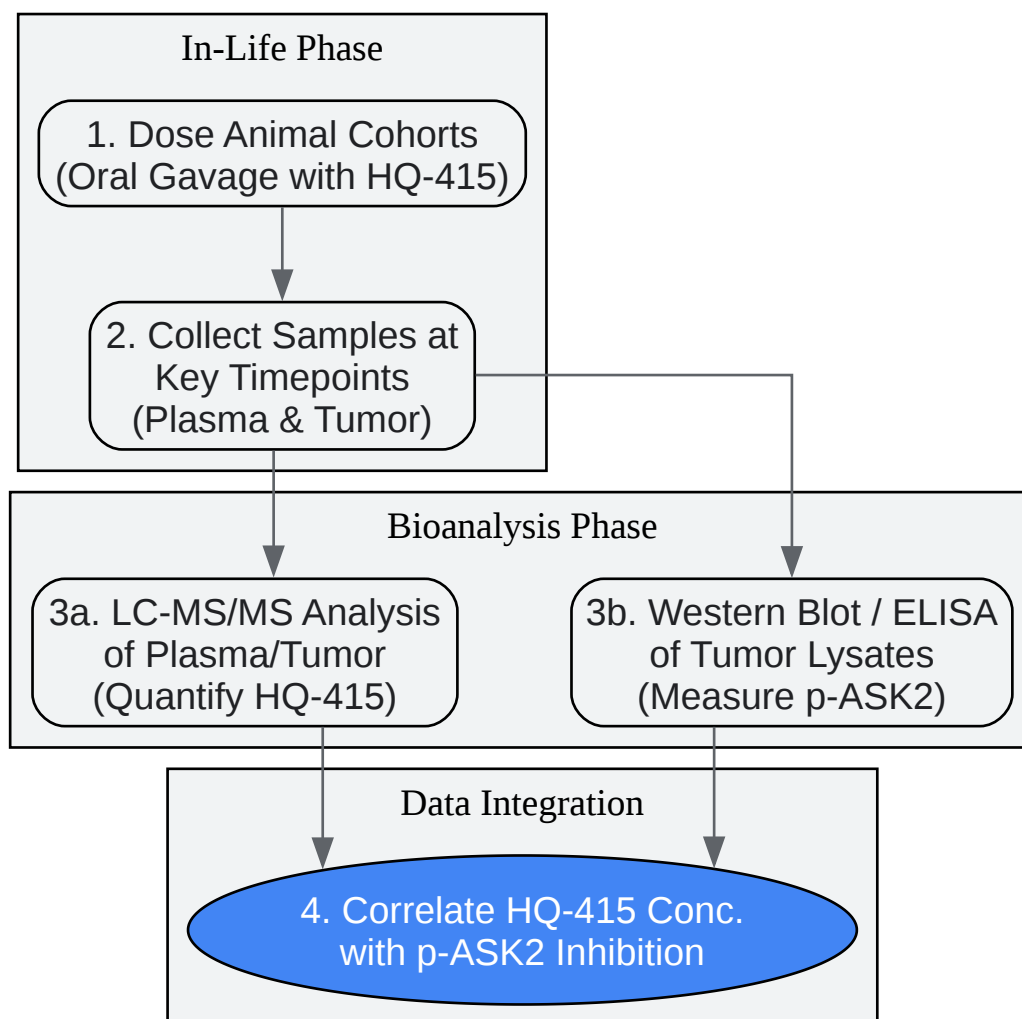 In-Life Phase
1. Dose Animal Cohorts
(Oral Gavage with HQ-415)
2. Collect Samples at
Key Timepoints
(Plasma & Tumor)
Bioanalysis Phase
3a. LC-MS/MS Analysis
of Plasma/Tumor
(Quantify HQ-415)
3b. Western Blot / ELISA
of Tumor Lysates
(Measure p-ASK2)
Data Integration
4. Correlate HQ-415 Conc.
with p-ASK2 Inhibition